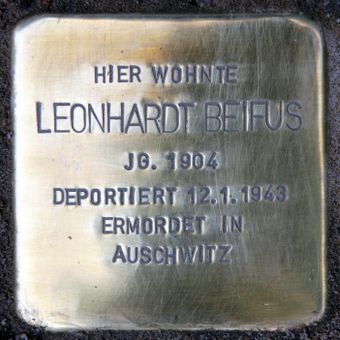 HIER WOHNTE
LEONHARDT BEIFUS
JG. 1904
DEPORTIERT 12.1.1943
ERMORDET IN
AUSCHWITZ